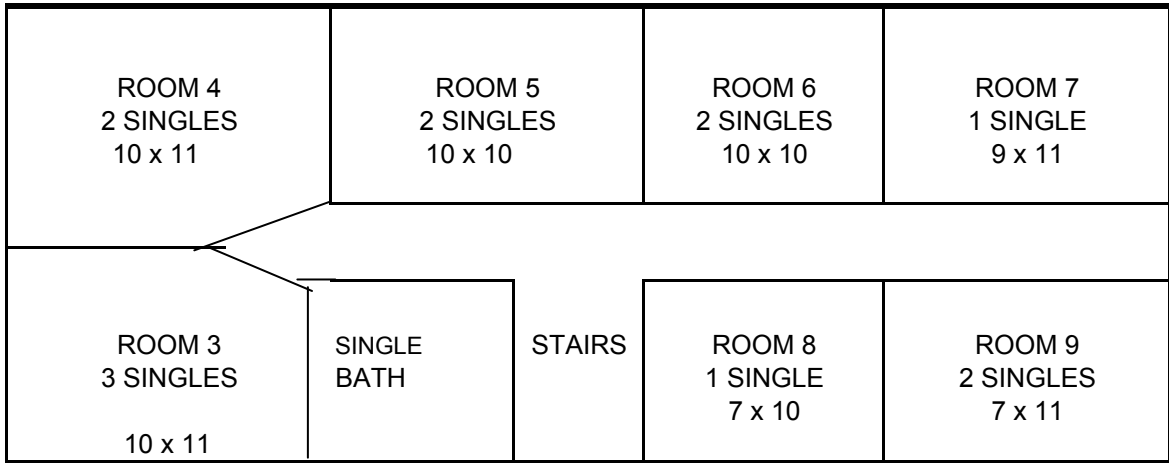 ROOM 4
2 SINGLES
10 x 11
ROOM 5
2 SINGLES
10 x 10
ROOM 6
2 SINGLES
10 x 10
ROOM 7
1 SINGLE
9 x 11
ROOM 3
3 SINGLES
10 x 11
SINGLE
BATH
STAIRS
ROOM 8
1 SINGLE
7 x 10
ROOM 9
2 SINGLES
7 x 11